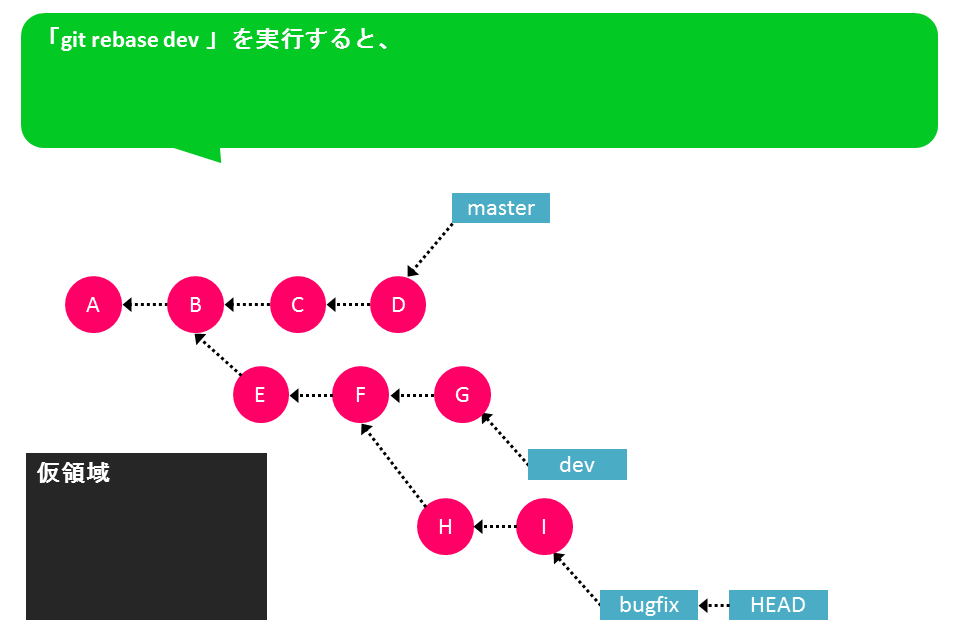 「git rebase dev 」 を実行すると、
master
A
B
C
D
E
F
G
dev
仮領域
H
I
bugfix
HEAD